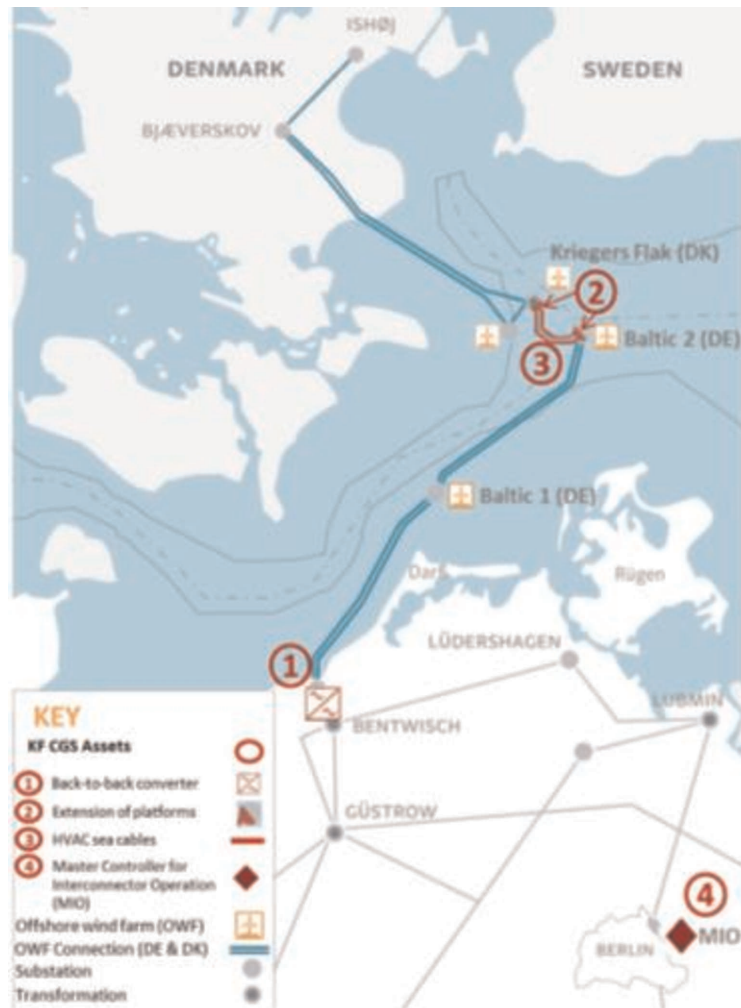 ISHØJ
DENMARK
SWEDEN
BJÆVERSKOV
Kriegers Flak (DK)
2
Baltic 2 (DE)
3
Baltic 1 (DE)
Darß
Rügen
LÜDERSHAGEN
1
LUBMIN
BENTWISCH
GÜSTROW
4
BERLIN
MIO
KEY
KF CGS Assets
1 Back-to-back converter
2 Extension of platforms
3 HVAC sea cables
4 Master Controller for
Interconnector Operation
(MIO)
Offshore wind farm (OWF)
OWF Connection (DE & DK)
Substation
Transformation